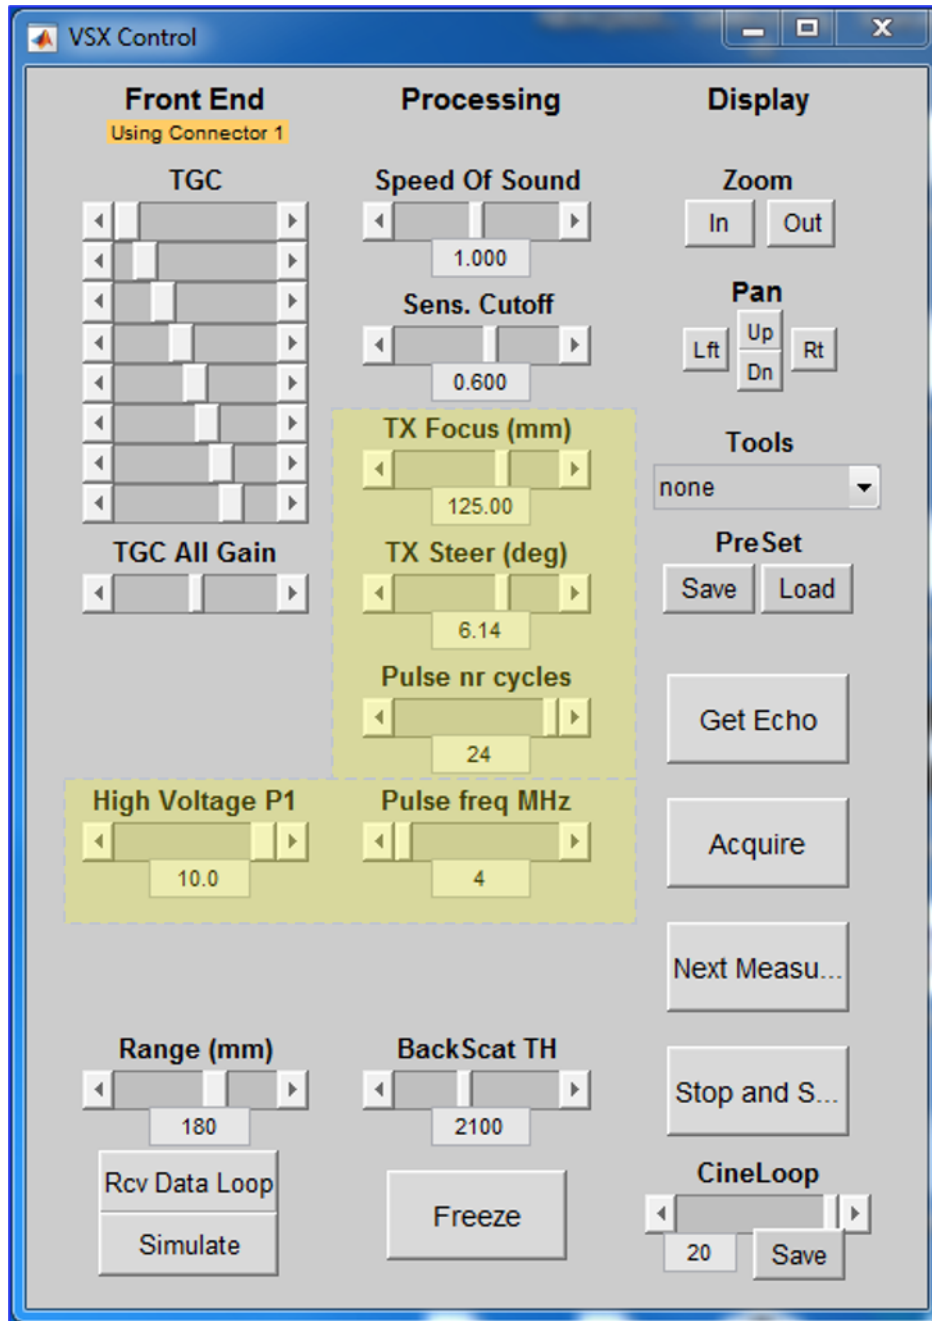 VSX Control
Front End
Using Connector 1
TGC
TGC All Gain
High Voltage P1
10.0
Range (mm)
180
Rcv Data Loop
Simulate
Processing
Speed Of Sound
1.000
Sens. Cutoff
0.600
TX Focus (mm)
125.00
TX Steer (deg)
6.14
Pulse nr cycles
24
Pulse freq MHz
4
BackScat TH
2100
Freeze
Display
Zoom
In Out
Pan
Lft Up Dn Rt
Tools
none
PreSet
Save Load
Get Echo
Acquire
Next Measu...
Stop and S...
CineLoop
20 Save